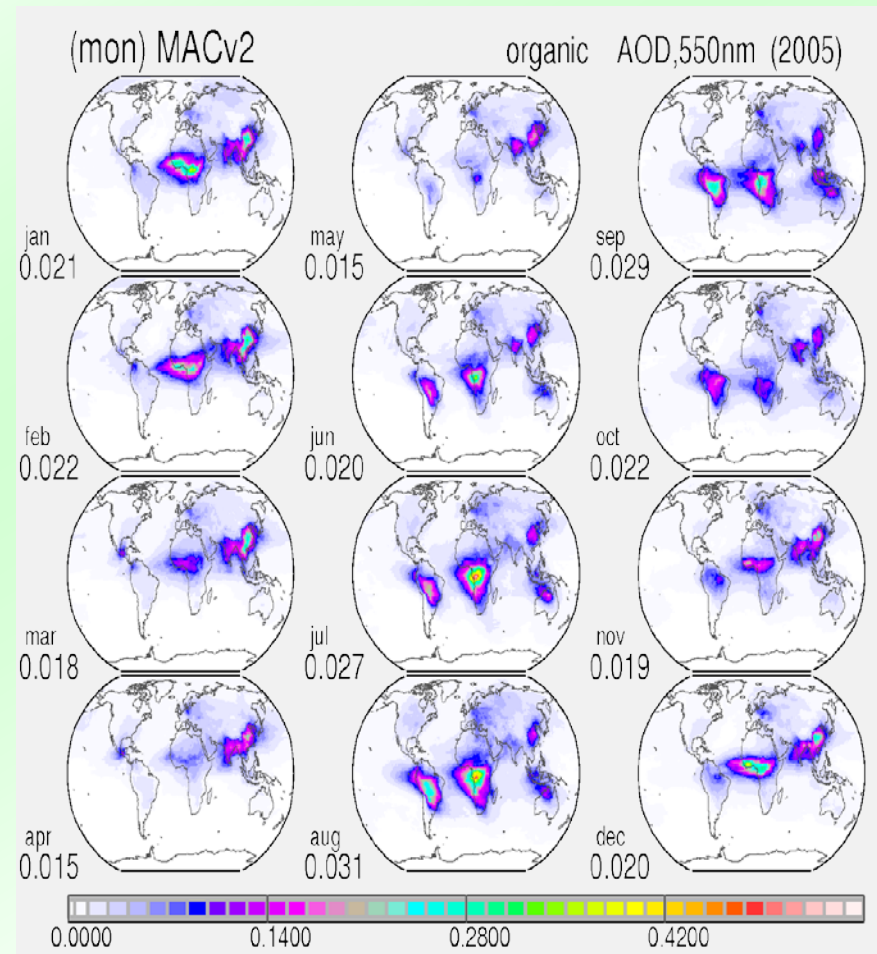 (mon) MACv2 organic AOD,550nm (2005)
jan
0.021
may
0.015
sep
0.029
feb
0.022
jun
0.020
oct
0.022
mar
0.018
jul
0.027
nov
0.019
apr
0.015
aug
0.031
dec
0.020
0.0000 0.1400 0.2800 0.4200